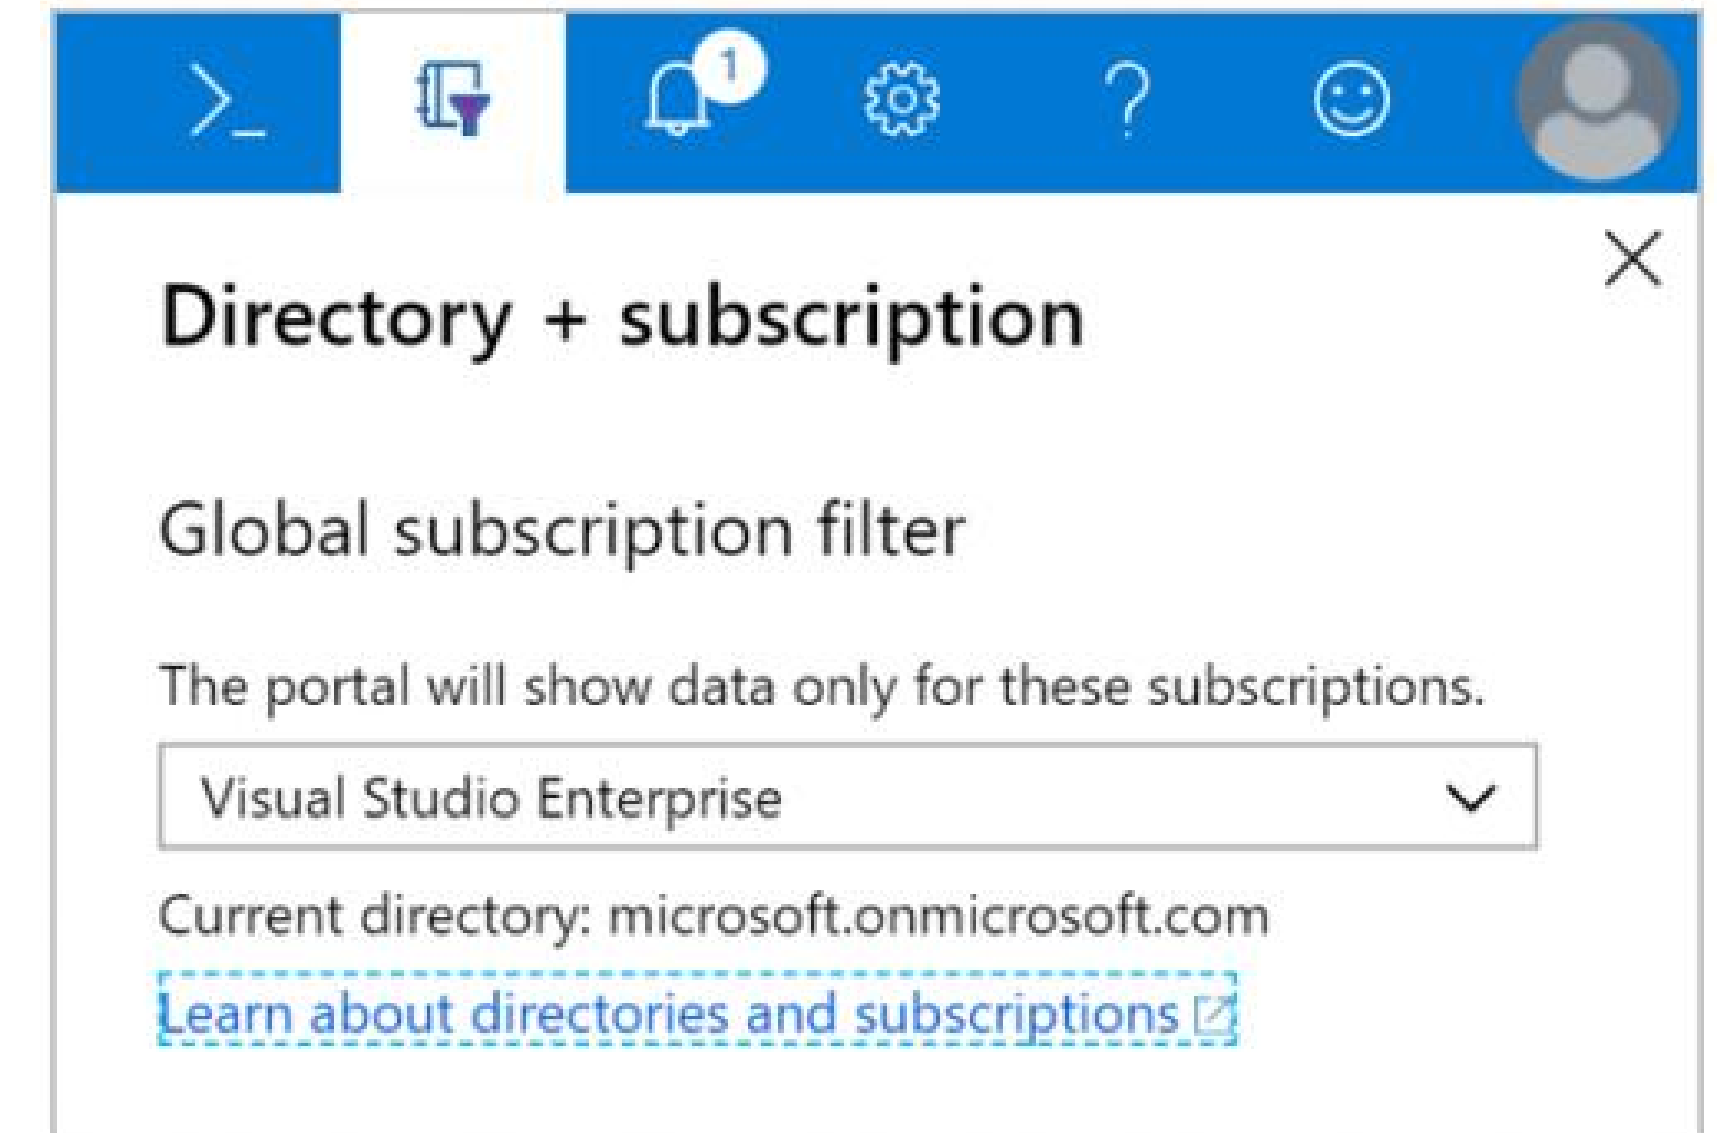 1
Directory + subscription
Global subscription filter
The portal will show data only for these subscriptions.
Visual Studio Enterprise
Current directory: microsoft.onmicrosoft.com
Learn about directories and subscriptions